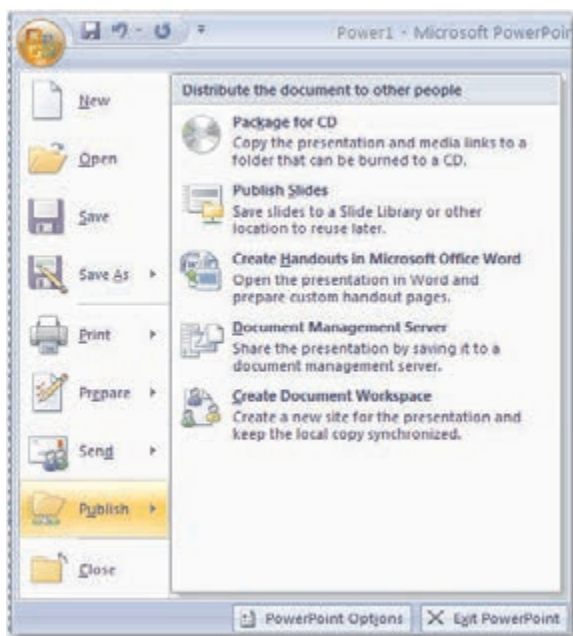 Power1 - Microsoft PowerPoin
New
Open
Save
Save As
Print
Prepare
Send
Publish
Close
Distribute the document to other people
Package for CD
Copy the presentation and media links to a
folder that can be burned to a CD.
Publish Slides
Save slides to a Slide Library or other
location to reuse later.
Create Handouts in Microsoft Office Word
Open the presentation in Word and
prepare custom handout pages.
Document Management Server
Share the presentation by saving it to a
document management server.
Create Document Workspace
Create a new site for the presentation and
keep the local copy synchronized.
PowerPoint Options
Exit PowerPoint